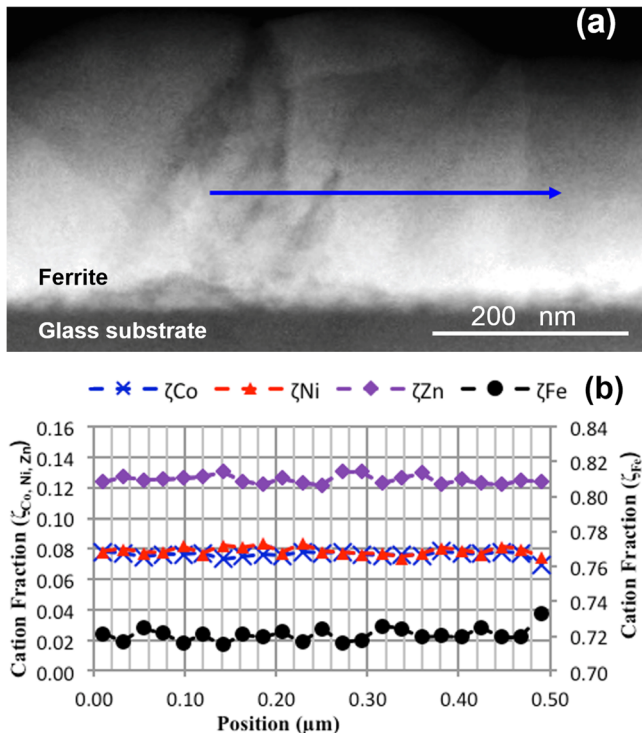 (a)
Ferrite
Glass substrate
200 nm
ζCo ζNi ζZn ζFe (b)
Cation Fraction (ζCo, Ni, Zn)
0.16
0.14
0.12
0.10
0.08
0.06
0.04
0.02
0.00
0.84
0.82
0.80
0.78
0.76
0.74
0.72
0.70
Cation Fraction (ζFe)
0.00 0.10 0.20 0.30 0.40 0.50
Position (µm)